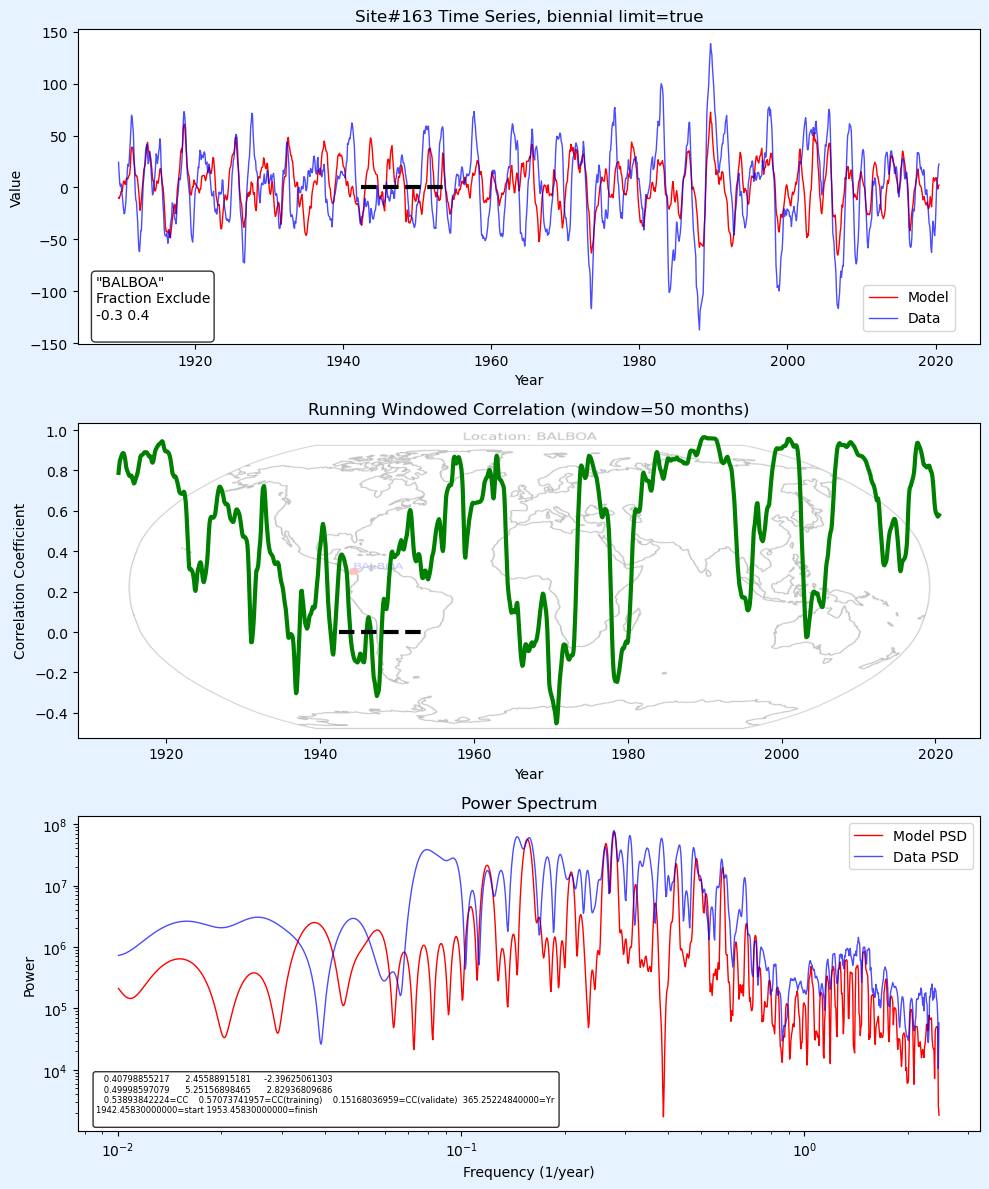 Site#163 Time Series, biennial limit=true
150
100
50
0
−50
−100
−150
Value
"BALBOA"
Fraction Exclude
-0.3 0.4
Model
Data
1920 1940 1960 1980 2000 2020
Year
Running Windowed Correlation (window=50 months)
Location: BALBOA
1.0
0.8
0.6
0.4
0.2
0.0
−0.2
−0.4
Correlation Coefficient
BALBOA
1920 1940 1960 1980 2000 2020
Year
Power Spectrum
10^8
10^7
10^6
10^5
10^4
Power
Model PSD
Data PSD
0.40798855217 2.45588915181 -2.39625061303
0.49998597079 5.25156898465 2.82936809686
0.53893842224=CC 0.57073741957=CC(training) 0.15168036959=CC(validate) 365.25224840000=Yr
1942.45830000000=start 1953.45830000000=finish
10^−2 10^−1 10^0
Frequency (1/year)